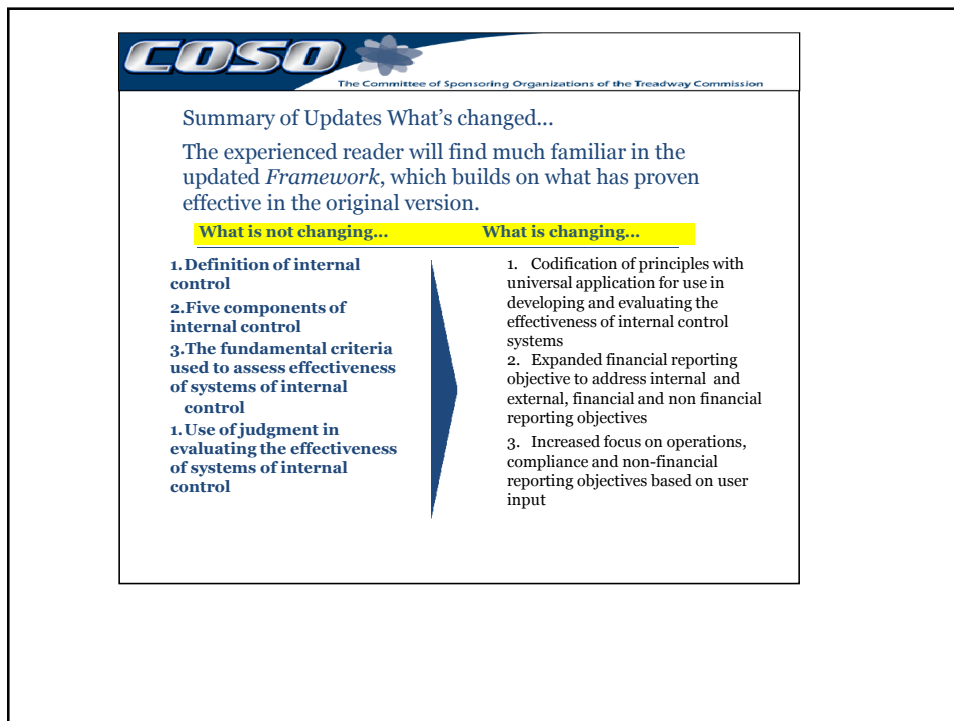 COSO
The Committee of Sponsoring Organizations of the Treadway Commission
Summary of Updates What's changed...
The experienced reader will find much familiar in the
updated Framework, which builds on what has proven
effective in the original version.
What is not changing...
1.Definition of internal
control
2.Five components of
internal control
3.The fundamental criteria
used to assess effectiveness
of systems of internal
control
1.Use of judgment in
evaluating the effectiveness
of systems of internal
control
What is changing...
1. Codification of principles with
universal application for use in
developing and evaluating the
effectiveness of internal control
systems
2. Expanded financial reporting
objective to address internal and
external, financial and non financial
reporting objectives
3. Increased focus on operations,
compliance and non-financial
reporting objectives based on user
input